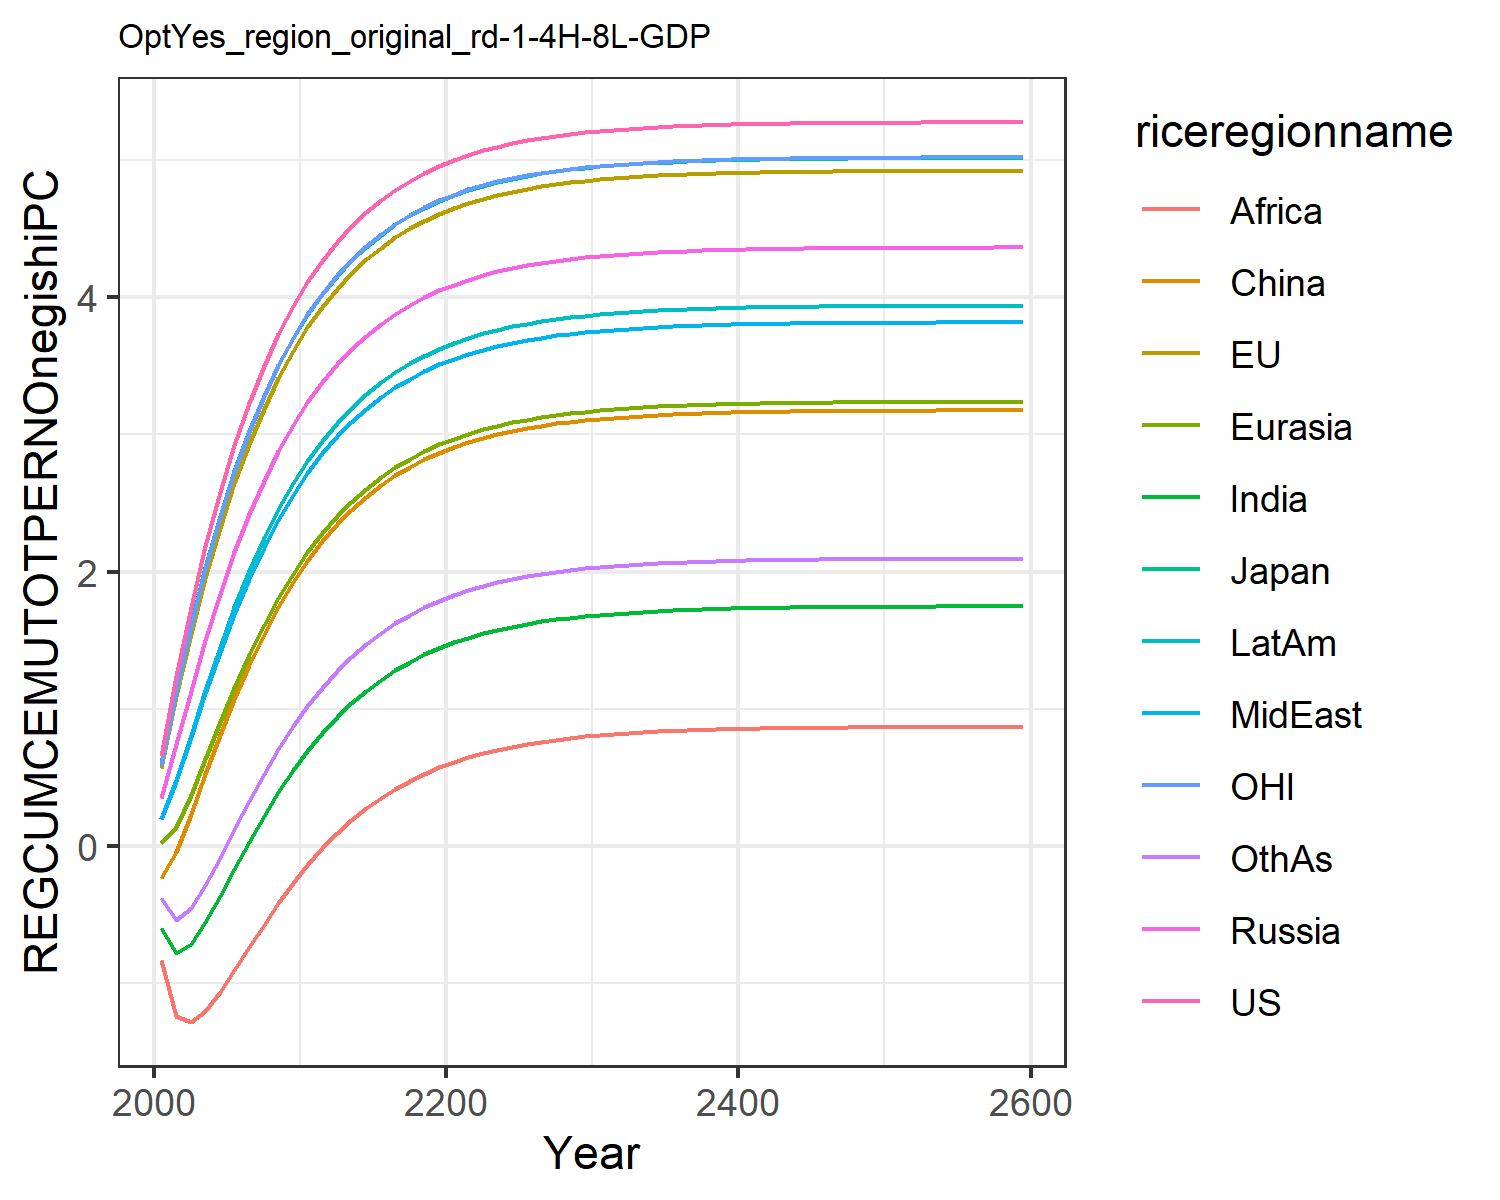 OptYes_region_original_rd-1-4H-8L-GDP
REGCUMCEMUTOTPERNOnegishiPC
4
2
0
2000
2200
2400
2600
Year
riceregionname
Africa
China
EU
Eurasia
India
Japan
LatAm
MidEast
OHI
OthAs
Russia
US